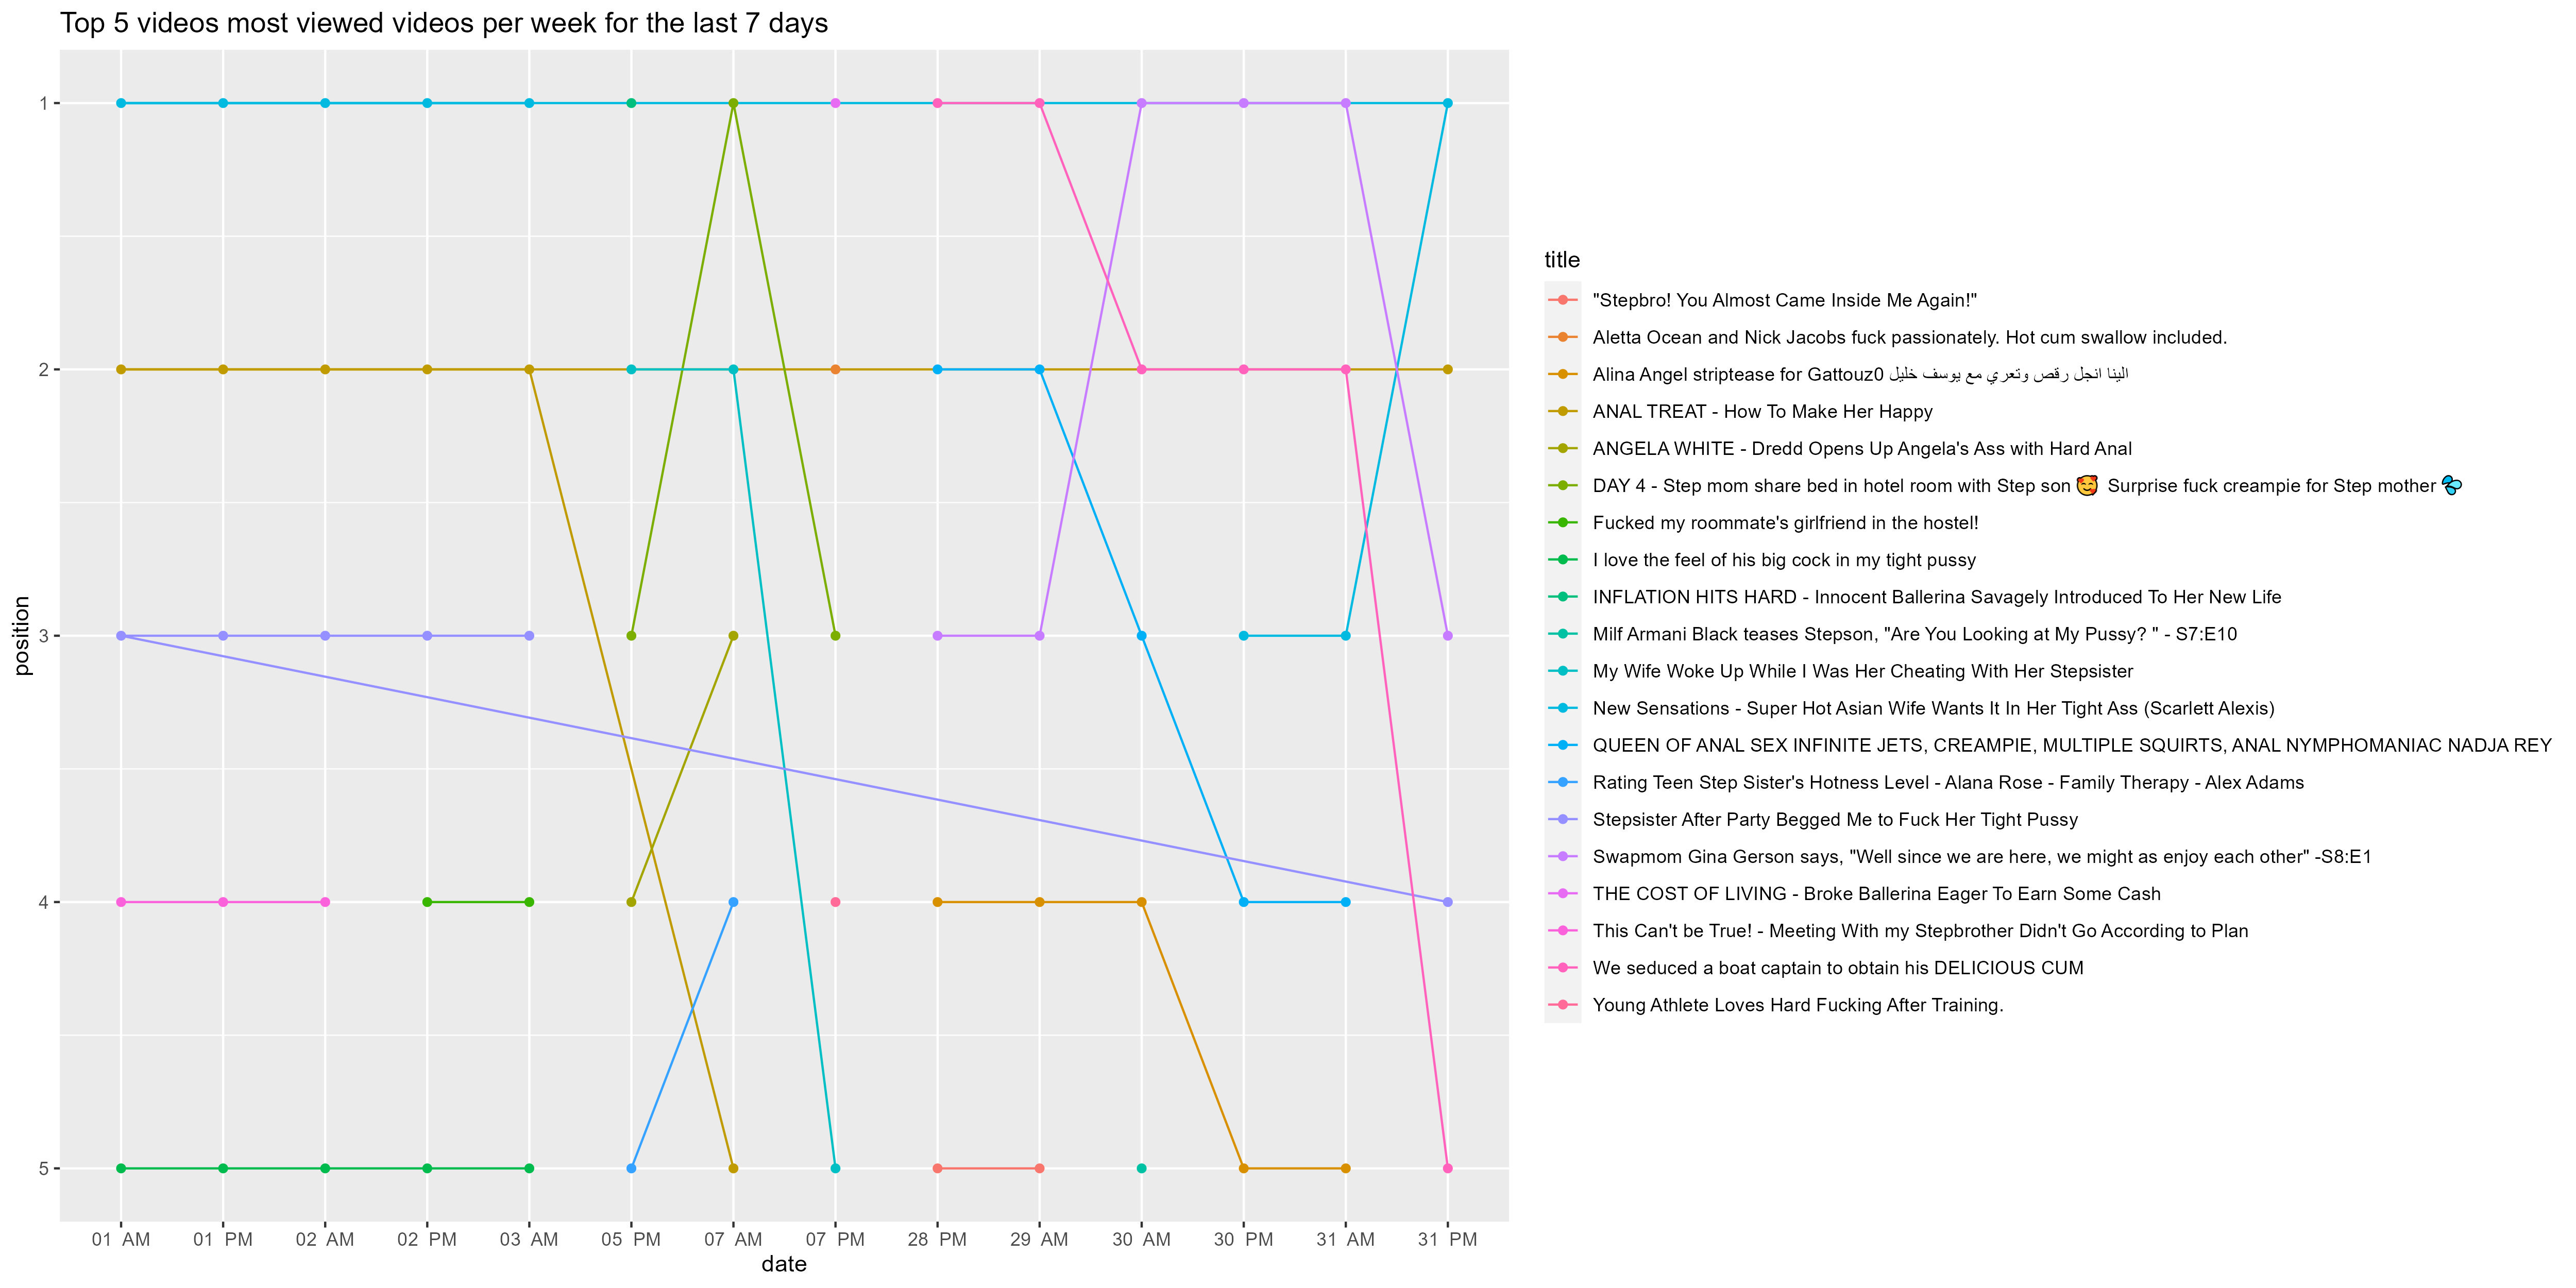 Top 5 videos most viewed videos per week for the last 7 days
position
1
2
3
4
5
01 AM
01 PM
02 AM
02 PM
03 AM
05 PM
07 AM
07 PM
28 PM
29 AM
30 AM
30 PM
31 AM
31 PM
date
title
"Stepbro! You Almost Came Inside Me Again!"
Aletta Ocean and Nick Jacobs fuck passionately. Hot cum swallow included.
Alina Angel striptease for Gattouz0 الينا انجل رقص وتعري مع يوسف خليل
ANAL TREAT - How To Make Her Happy
ANGELA WHITE - Dredd Opens Up Angela's Ass with Hard Anal
DAY 4 - Step mom share bed in hotel room with Step son 🥰 Surprise fuck creampie for Step mother 💦
Fucked my roommate's girlfriend in the hostel!
I love the feel of his big cock in my tight pussy
INFLATION HITS HARD - Innocent Ballerina Savagely Introduced To Her New Life
Milf Armani Black teases Stepson, "Are You Looking at My Pussy? " - S7:E10
My Wife Woke Up While I Was Her Cheating With Her Stepsister
New Sensations - Super Hot Asian Wife Wants It In Her Tight Ass (Scarlett Alexis)
QUEEN OF ANAL SEX INFINITE JETS, CREAMPIE, MULTIPLE SQUIRTS, ANAL NYMPHOMANIAC NADJA REY
Rating Teen Step Sister's Hotness Level - Alana Rose - Family Therapy - Alex Adams
Stepsister After Party Begged Me to Fuck Her Tight Pussy
Swapmom Gina Gerson says, "Well since we are here, we might as enjoy each other" -S8:E1
THE COST OF LIVING - Broke Ballerina Eager To Earn Some Cash
This Can't be True! - Meeting With my Stepbrother Didn't Go According to Plan
We seduced a boat captain to obtain his DELICIOUS CUM
Young Athlete Loves Hard Fucking After Training.